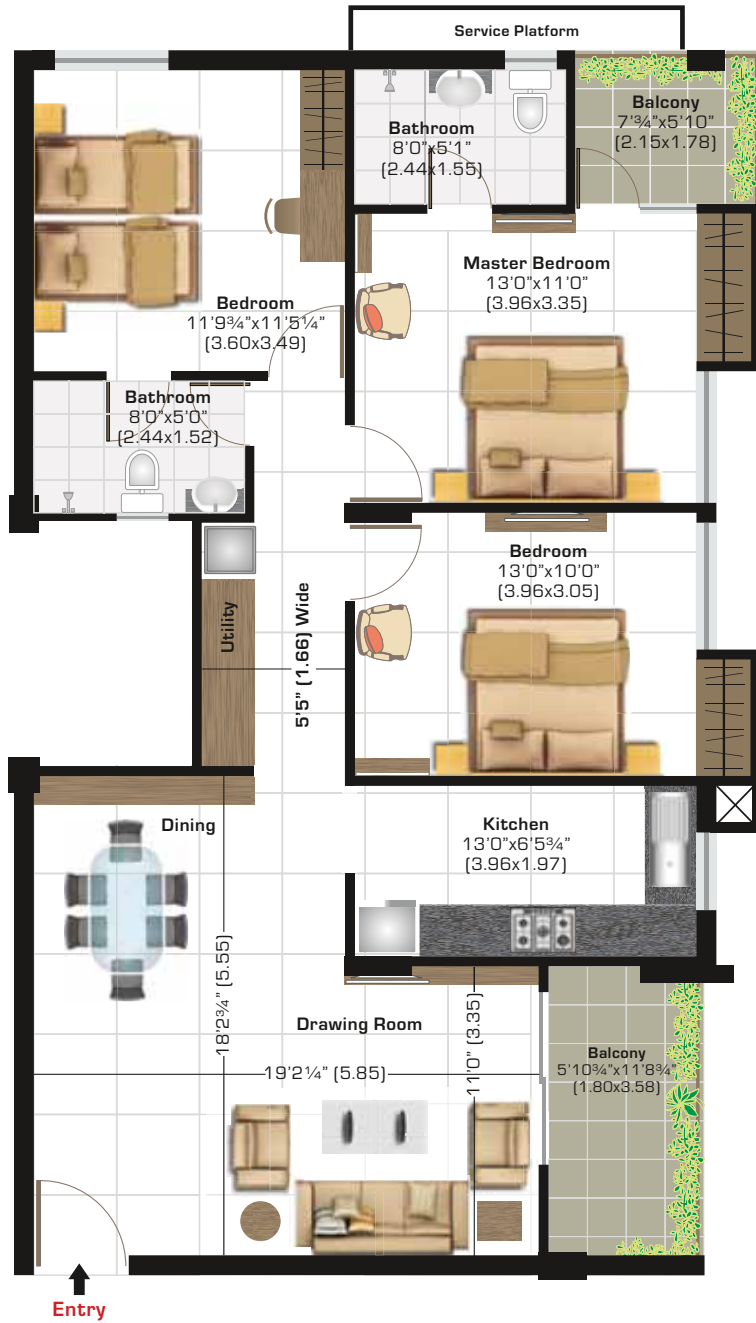 Service Platform
Bathroom
8'0"x5'1"
(2.44x1.55)
Balcony
7'¾"x5'10"
(2.15x1.78)
Bedroom
11'9¾"x11'5¼"
(3.60x3.49)
Master Bedroom
13'0"x11'0"
(3.96x3.35)
Bathroom
8'0"x5'0"
(2.44x1.52)
Bedroom
13'0"x10'0"
(3.96x3.05)
Utility
5'5" (1.66) Wide
Dining
Kitchen
13'0"x6'5¾"
(3.96x1.97)
18'2¾" (5.55)
Drawing Room
19'2¼" (5.85)
11'0" (3.35)
Balcony
5'10¾"x11'8¾"
(1.80x3.58)
Entry